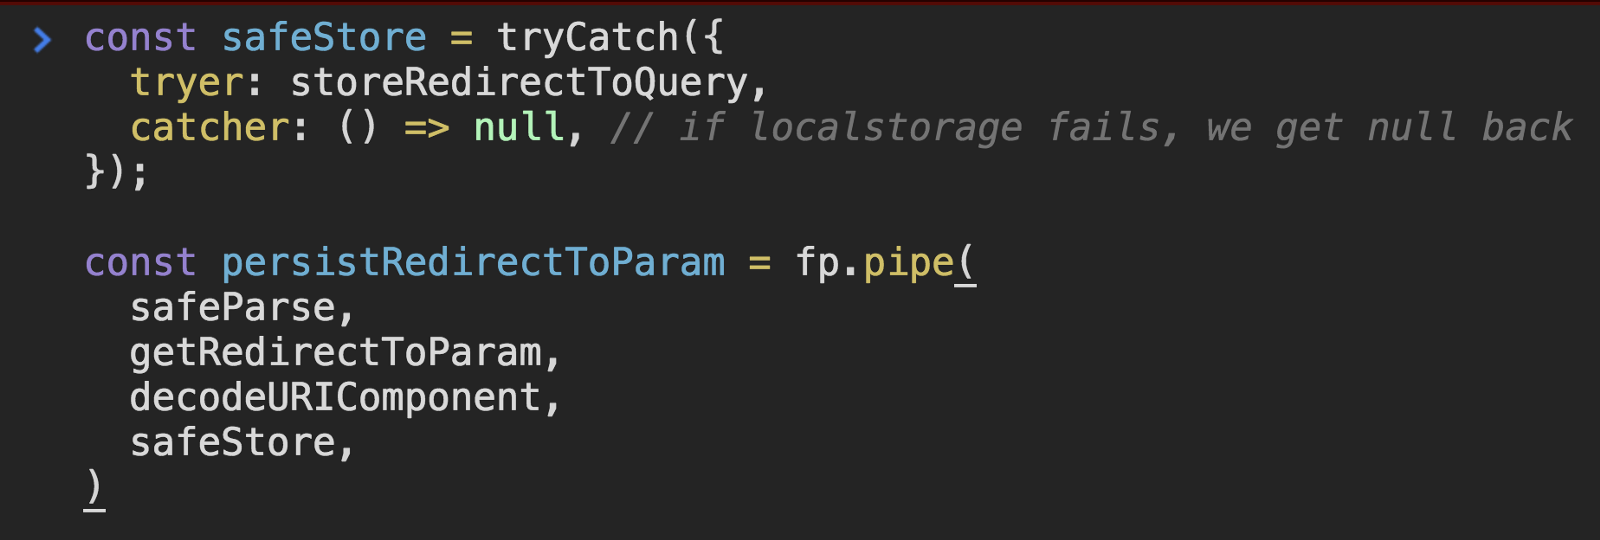 const safeStore = tryCatch({
  tryer: storeRedirectToQuery,
  catcher: () => null, // if localstorage fails, we get null back
});
const persistRedirectToParam = fp.pipe(
  safeParse,
  getRedirectToParam,
  decodeURIComponent,
  safeStore,
)